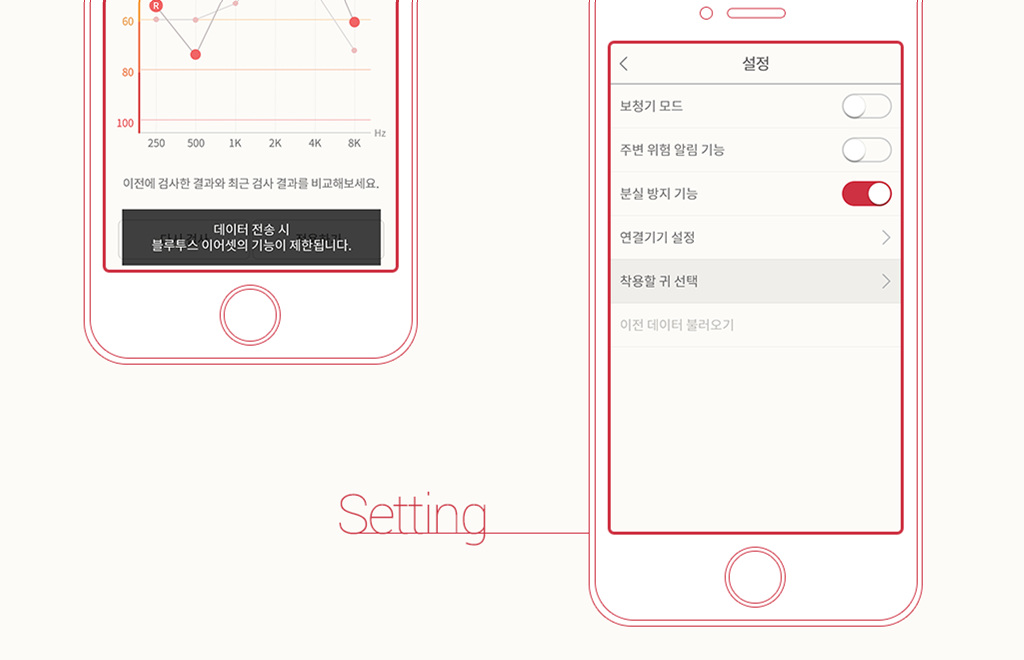 R
60
80
100
250 500 1K 2K 4K 8K Hz
이전에 검사한 결과와 최근 검사 결과를 비교해보세요.
데이터 전송 시
블루투스 이어셋의 기능이 제한됩니다.
설정
보청기 모드
주변 위험 알림 기능
분실 방지 기능
연결기기 설정
착용할 귀 선택
이전 데이터 불러오기
Setting